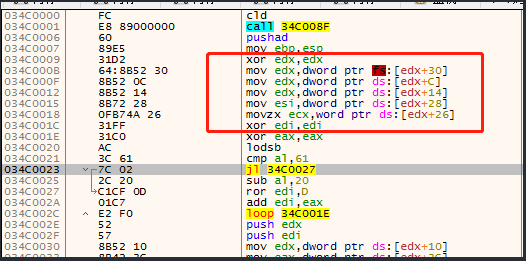 034C0000 FC cld
034C0001 E8 89000000 call 34C008F
034C0006 60 pushad
034C0007 89E5 mov ebp,esp
034C0009 31D2 xor edx,edx
034C000B 64:8B52 30 mov edx,dword ptr fs:[edx+30]
034C000F 8B52 0C mov edx,dword ptr ds:[edx+C]
034C0012 8B52 14 mov edx,dword ptr ds:[edx+14]
034C0015 8B72 28 mov esi,dword ptr ds:[edx+28]
034C0018 0FB74A 26 movzx ecx,word ptr ds:[edx+26]
034C001C 31FF xor edi,edi
034C001E 31C0 xor eax,eax
034C0020 AC lodsb
034C0021 3C 61 cmp al,61
034C0023 7C 02 jl 34C0027
034C0025 2C 20 sub al,20
034C0027 C1CF 0D ror edi,D
034C002A 01C7 add edi,eax
034C002C E2 F0 loop 34C001E
034C002E 52 push edx
034C002F 57 push edi
034C0030 8B52 10 mov edx,dword ptr ds:[edx+10]